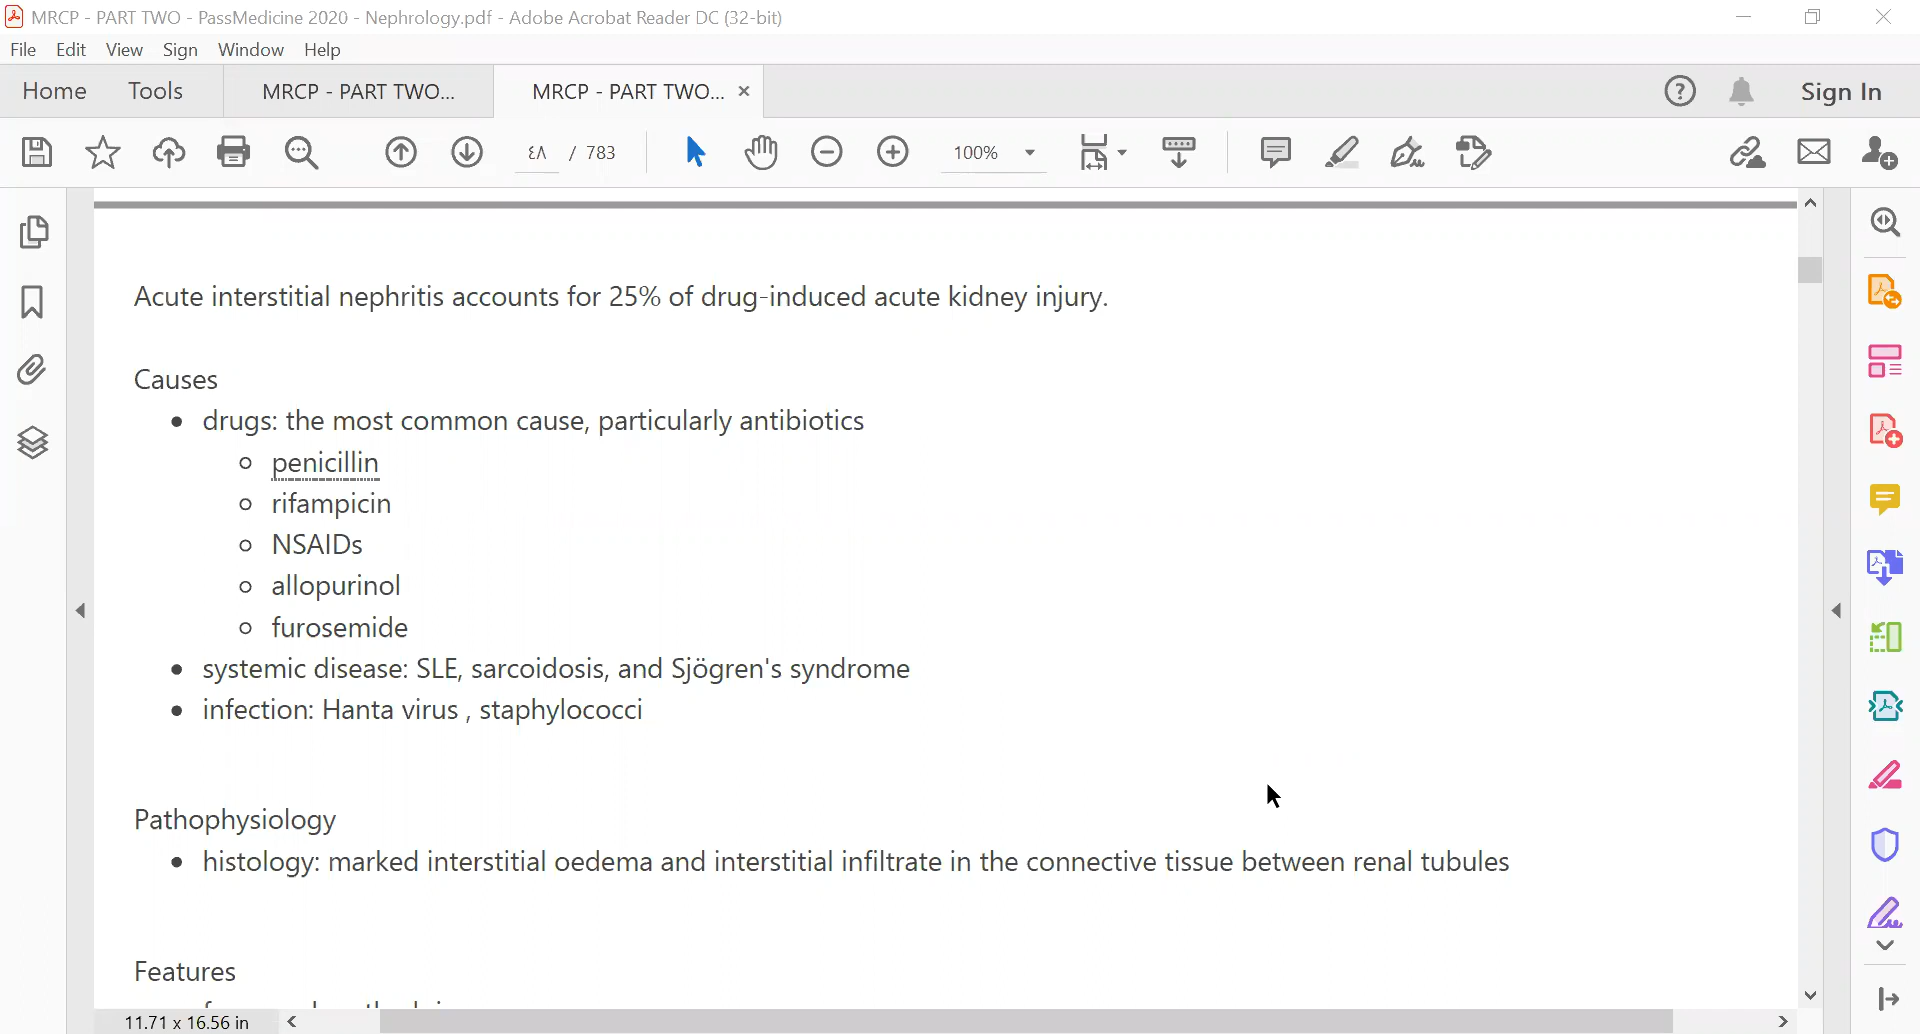 MRCP - PART TWO - PassMedicine 2020 - Nephrology.pdf - Adobe Acrobat Reader DC (32-bit)
File Edit View Sign Window Help
Home Tools MRCP - PART TWO... MRCP - PART TWO... × Sign In
٤٨ / 783 100%
Acute interstitial nephritis accounts for 25% of drug-induced acute kidney injury.
Causes
• drugs: the most common cause, particularly antibiotics
o penicillin
o rifampicin
o NSAIDs
o allopurinol
o furosemide
• systemic disease: SLE, sarcoidosis, and Sjögren's syndrome
• infection: Hanta virus , staphylococci
Pathophysiology
• histology: marked interstitial oedema and interstitial infiltrate in the connective tissue between renal tubules
Features
11.71 x 16.56 in